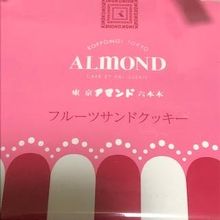 ROPPONGI TOKYO
ALMOND
CAFE ET PATISSERIE
東京アマンド六本木
フルーツサンドクッキー